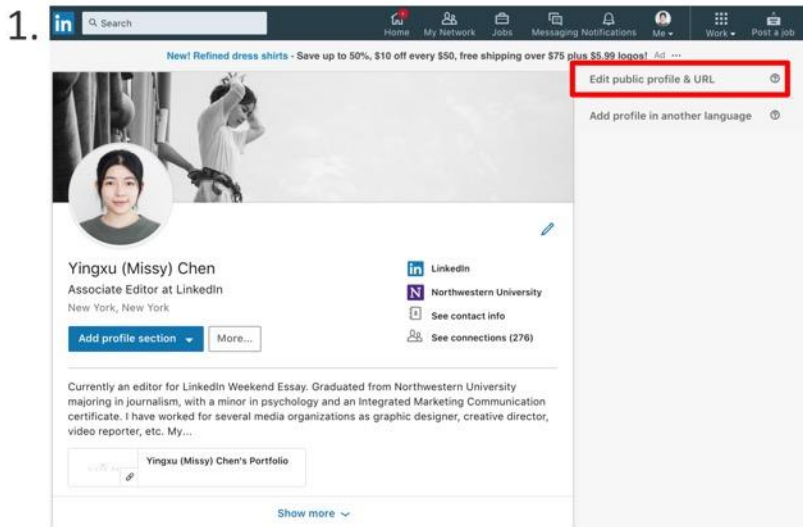 1.
in Search Home My Network Jobs Messaging Notifications Me Work Post a job
New! Refined dress shirts - Save up to 50%, $10 off every $50, free shipping over $75 plus $5.99 logos! Ad ...
Edit public profile & URL
Add profile in another language
Yingxu (Missy) Chen
Associate Editor at LinkedIn
New York, New York
Add profile section
More...
in LinkedIn
N Northwestern University
See contact info
See connections (276)
Currently an editor for LinkedIn Weekend Essay. Graduated from Northwestern University
majoring in journalism, with a minor in psychology and an Integrated Marketing Communication
certificate. I have worked for several media organizations as graphic designer, creative director,
video reporter, etc. My...
Yingxu (Missy) Chen's Portfolio
Show more